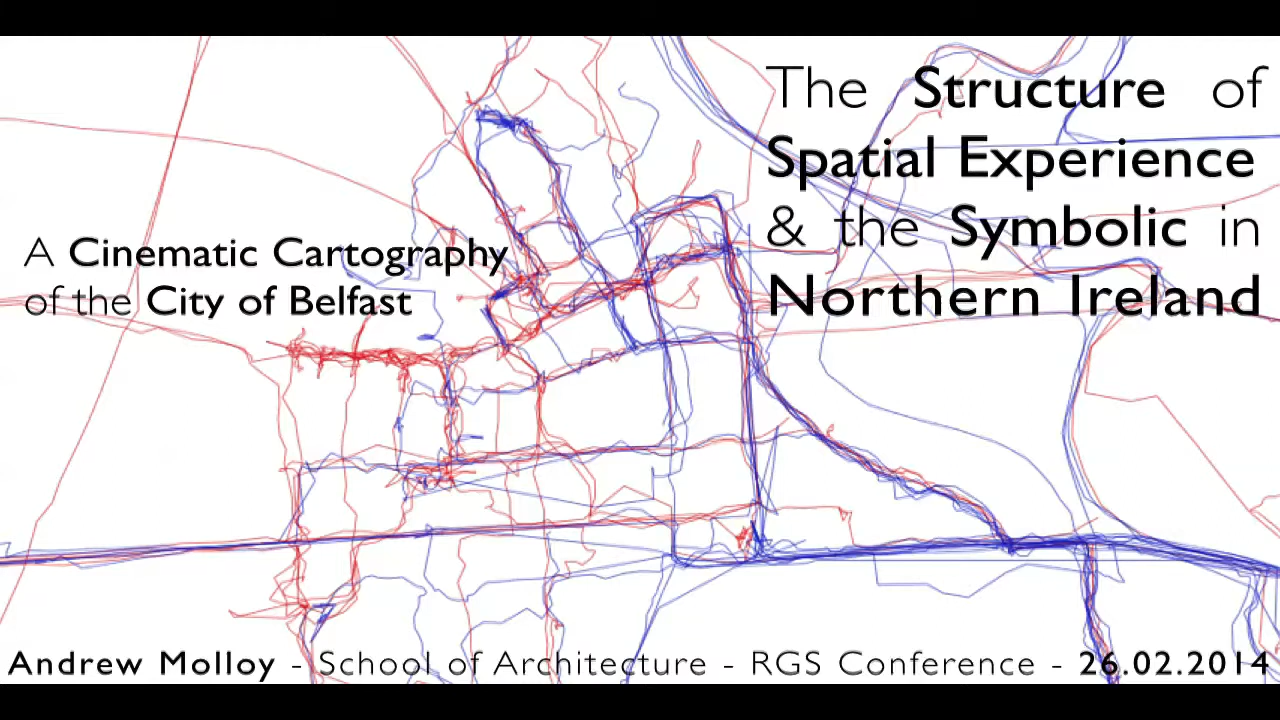 The Structure of
Spatial Experience
& the Symbolic in
Northern Ireland
A Cinematic Cartography
of the City of Belfast
Andrew Molloy - School of Architecture - RGS Conference - 26.02.2014